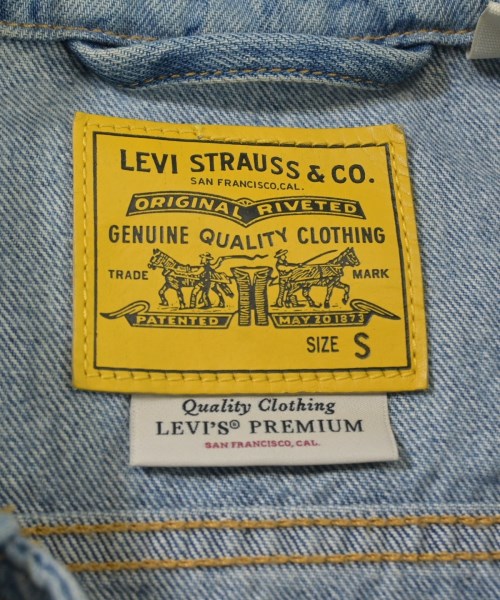 LEVI STRAUSS & CO.
SAN FRANCISCO, CAL.
ORIGINAL RIVETED
GENUINE QUALITY CLOTHING
TRADE MARK
PATENTED MAY 20 1873
SIZE S
Quality Clothing
LEVI'S® PREMIUM
SAN FRANCISCO, CAL.